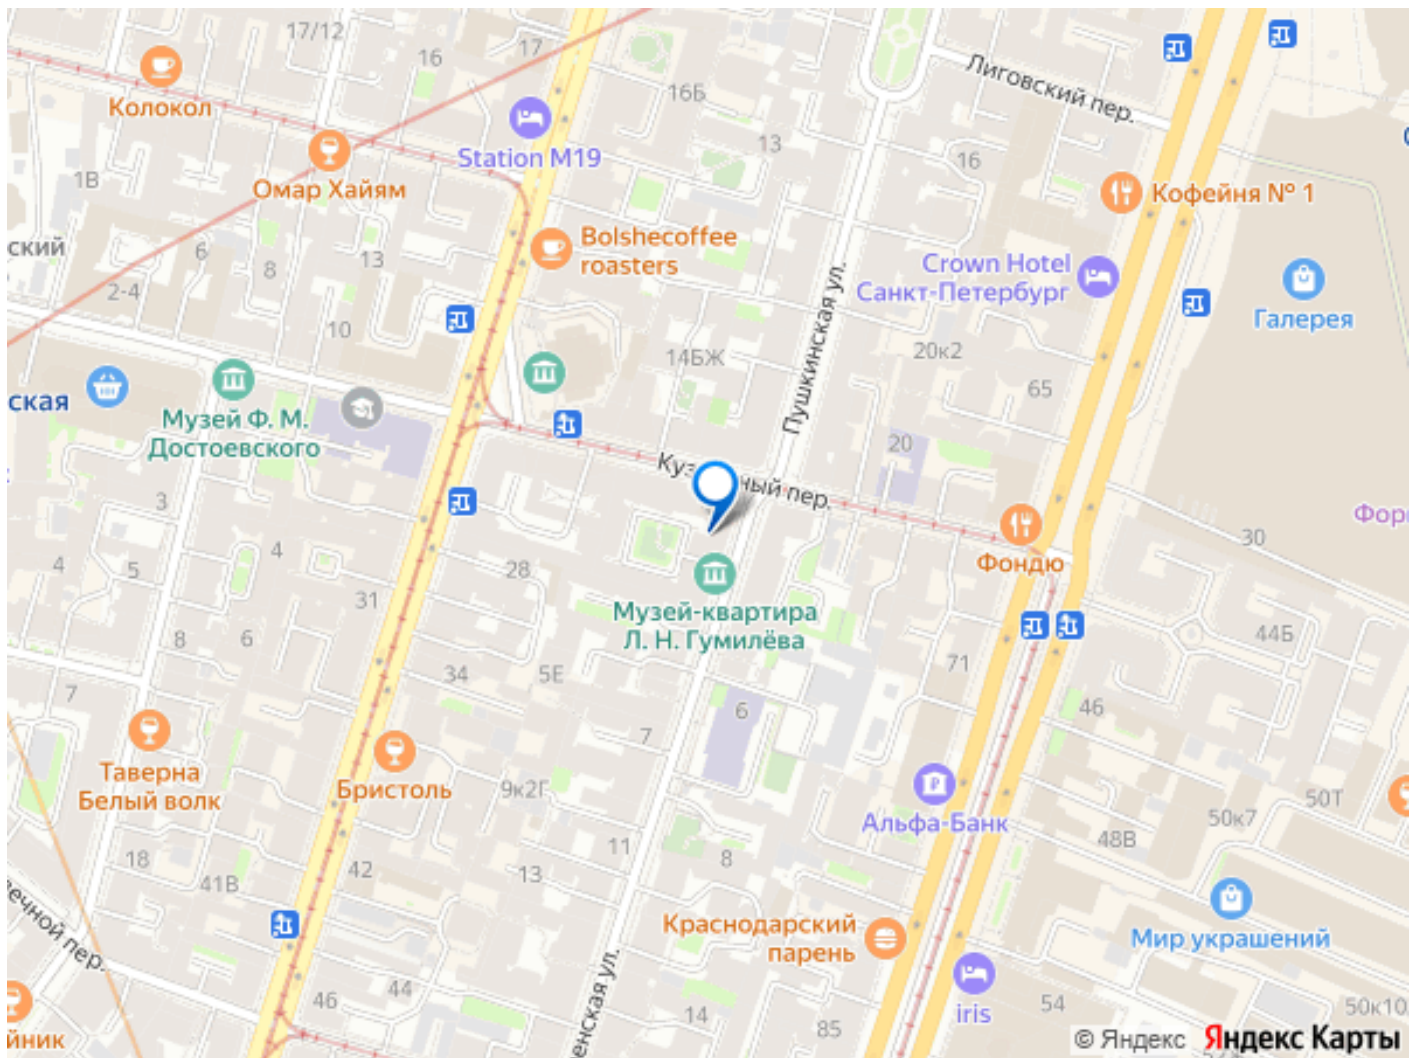 17/12
17
16
Колокол
16Б
Лиговский пер.
Station M19
13
16
Омар Хайям
1В
Кофейня № 1
ский
6
8
13
Bolshecoffee
roasters
Crown Hotel
Санкт-Петербург
2-4
10
Галерея
Пушкинская ул.
14БЖ
20к2
65
ская
Музей Ф. М.
Достоевского
20
Куз
ный пер.
3
Фор
30
4
5
4
28
Фондю
31
Музей-квартира
Л. Н. Гумилёва
8
6
44Б
34
5Е
71
7
6
46
7
Таверна
Белый волк
Бристоль
9к2Г
Альфа-Банк
50Т
50к7
48В
18
41В
42
11
13
8
вечной пер.
Краснодарский
парень
Мир украшений
енская ул.
46
44
14
85
iris
54
50к10
йник
© Яндекс Яндекс Карты